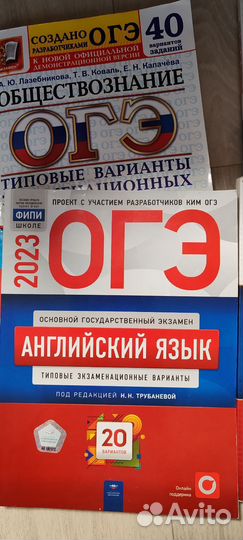 СОЗДАНО
РАЗРАБОТЧИКАМИ ОГЭ
К НОВОЙ ОФИЦИАЛЬНОЙ
ДЕМОНСТРАЦИОННОЙ ВЕРСИИ
40
вариантов
ЗАДАНИЙ
А. Ю. Лазебникова, Т. В. Коваль, Е. Н. Калачёва
ОБЩЕСТВОЗНАНИЕ
ОГЭ
ТИПОВЫЕ ВАРИАНТЫ
ФИПИ
ШКОЛЕ
ПРОЕКТ С УЧАСТИЕМ РАЗРАБОТЧИКОВ КИМ ОГЭ
2023
ОГЭ
ОСНОВНОЙ ГОСУДАРСТВЕННЫЙ ЭКЗАМЕН
АНГЛИЙСКИЙ ЯЗЫК
ТИПОВЫЕ ЭКЗАМЕНАЦИОННЫЕ ВАРИАНТЫ
ПОД РЕДАКЦИЕЙ Н. Н. ТРУБАНЕВОЙ
20
ВАРИАНТОВ
Онлайн
поддержка
Avito